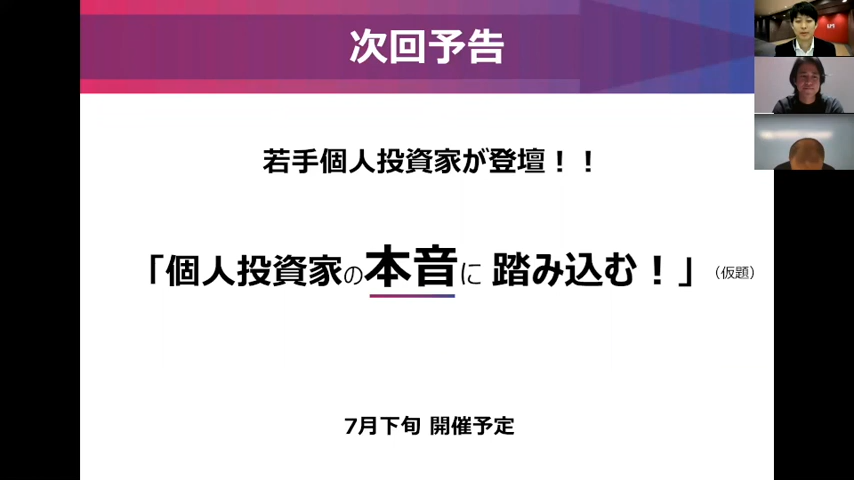 次回予告
若手個人投資家が登壇！！
「個人投資家の本音に 踏み込む！」（仮題）
7月下旬 開催予定